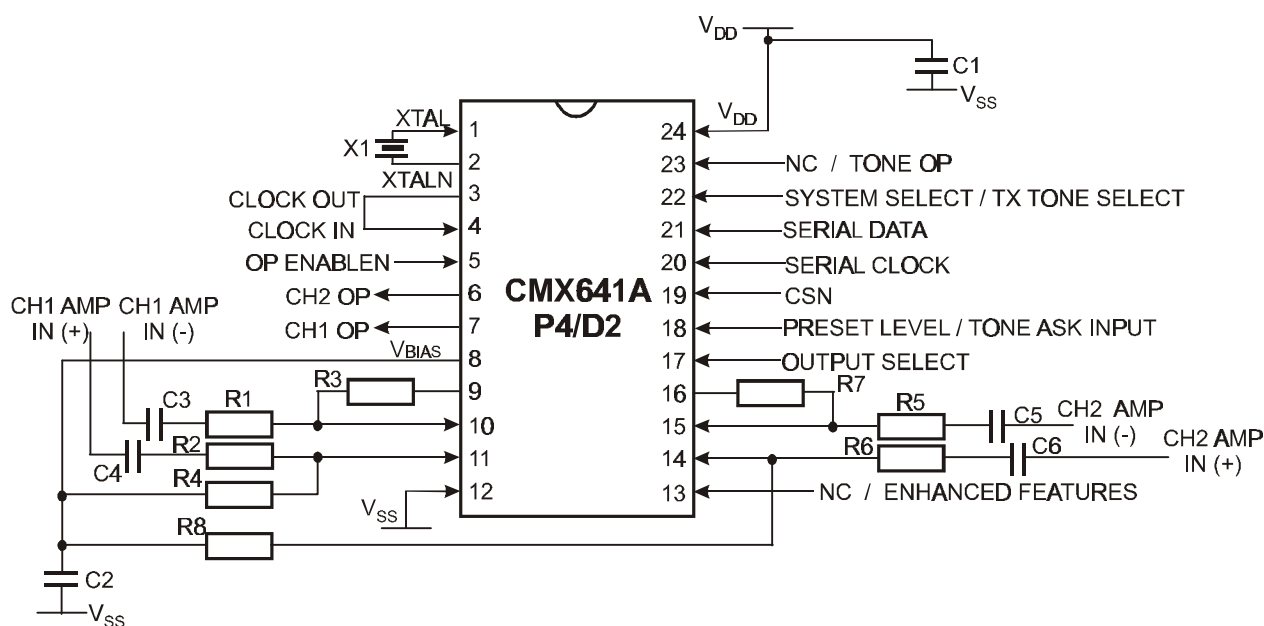 VDD
C1
VSS
VDD
XTAL
1
24
X1
2
23
NC / TONE OP
XTALN
CLOCK OUT
3
22
SYSTEM SELECT / TX TONE SELECT
CLOCK IN
4
21
SERIAL DATA
OP ENABLEN
5
20
SERIAL CLOCK
CMX641A
P4/D2
CH1 AMP
IN (+)
CH1 AMP
IN (-)
CH2 OP
6
19
CSN
CH1 OP
7
18
PRESET LEVEL / TONE ASK INPUT
VBIAS
8
17
OUTPUT SELECT
R3
9
16
R7
C3
R1
10
15
R5
C5
CH2 AMP
IN (-)
C4
R2
11
14
R6
C6
CH2 AMP
IN (+)
R4
12
13
NC / ENHANCED FEATURES
VSS
R8
C2
VSS